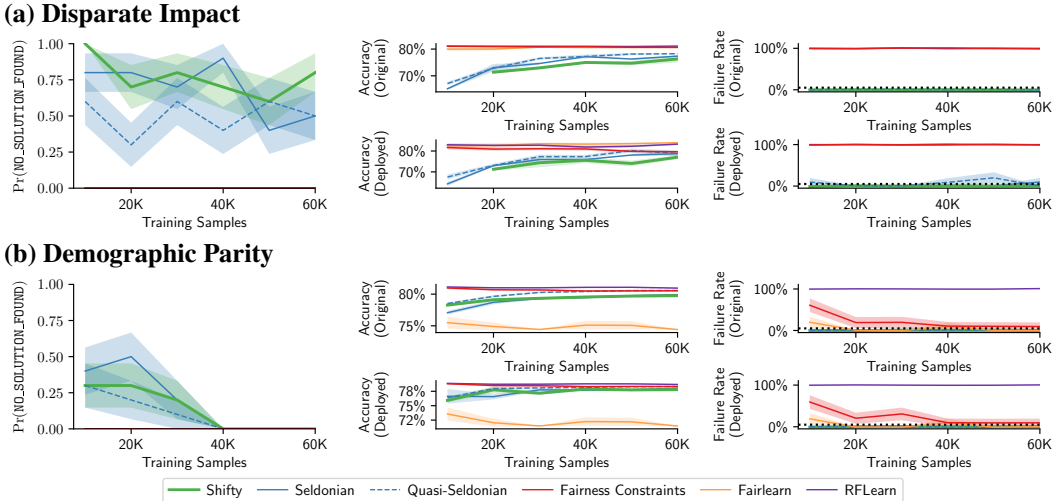 (a) Disparate Impact
Pr(NO_SOLUTION_FOUND)
1.00
0.75
0.50
0.25
0.00
20K
40K
60K
Training Samples
Accuracy
(Original)
80%
70%
20K
40K
60K
Training Samples
Accuracy
(Deployed)
80%
70%
20K
40K
60K
Training Samples
Failure Rate
(Original)
100%
0%
20K
40K
60K
Training Samples
Failure Rate
(Deployed)
100%
0%
20K
40K
60K
Training Samples
(b) Demographic Parity
Pr(NO_SOLUTION_FOUND)
1.00
0.75
0.50
0.25
0.00
20K
40K
60K
Training Samples
Accuracy
(Original)
80%
75%
20K
40K
60K
Training Samples
Accuracy
(Deployed)
78%
75%
72%
20K
40K
60K
Training Samples
Failure Rate
(Original)
100%
0%
20K
40K
60K
Training Samples
Failure Rate
(Deployed)
100%
0%
20K
40K
60K
Training Samples
Shifty Seldonian Quasi-Seldonian Fairness Constraints Fairlearn RFLearn